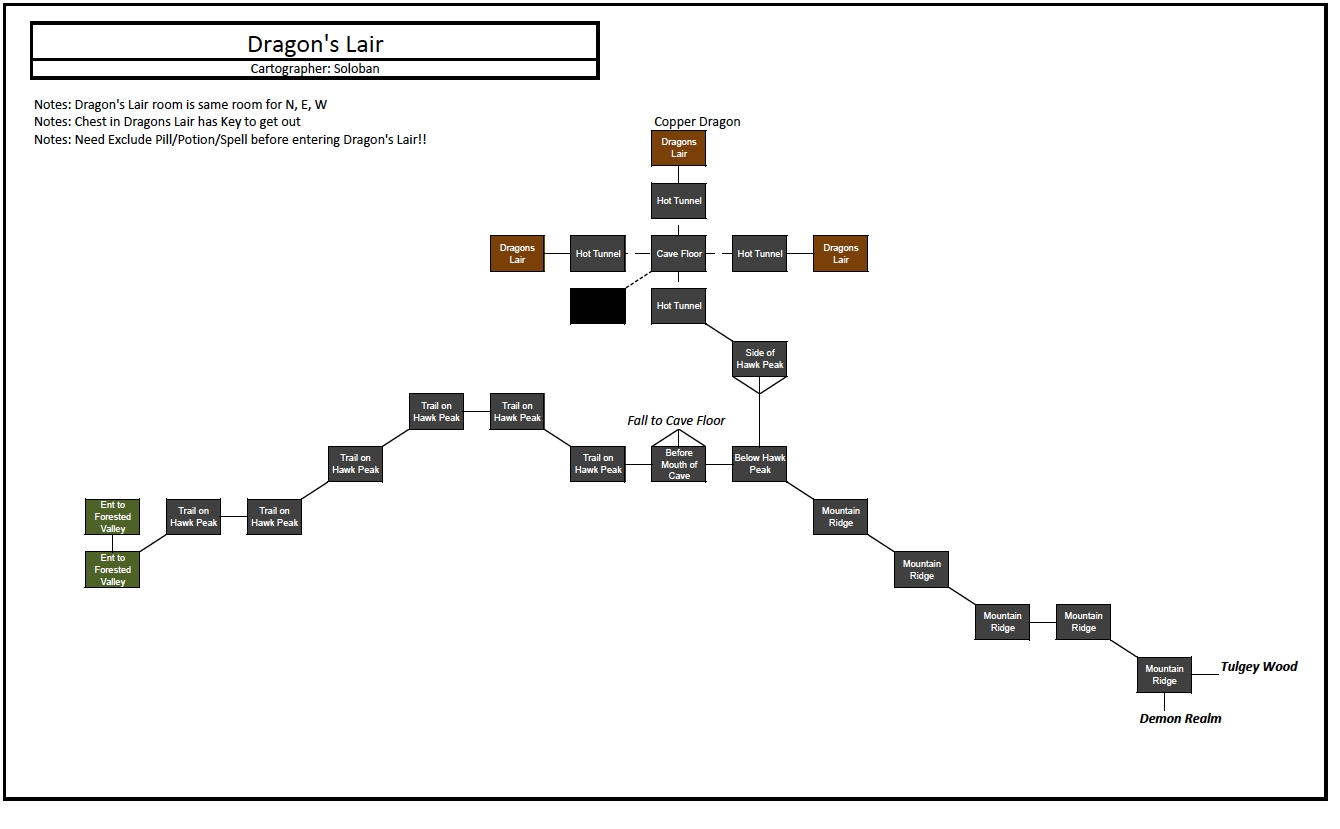 Dragon's Lair
Cartographer: Soloban
Notes: Dragon's Lair room is same room for N, E, W
Notes: Chest in Dragons Lair has Key to get out
Notes: Need Exclude Pill/Potion/Spell before entering Dragon's Lair!!
Copper Dragon
Dragons
Lair
Hot Tunnel
Dragons
Lair
Hot Tunnel
Cave Floor
Hot Tunnel
Dragons
Lair
Hot Tunnel
Side of
Hawk Peak
Trail on
Hawk Peak
Trail on
Hawk Peak
Fall to Cave Floor
Trail on
Hawk Peak
Trail on
Hawk Peak
Before
Mouth of
Cave
Below Hawk
Peak
Ent to
Forested
Valley
Trail on
Hawk Peak
Trail on
Hawk Peak
Mountain
Ridge
Ent to
Forested
Valley
Mountain
Ridge
Mountain
Ridge
Mountain
Ridge
Mountain
Ridge
Tulgey Wood
Demon Realm